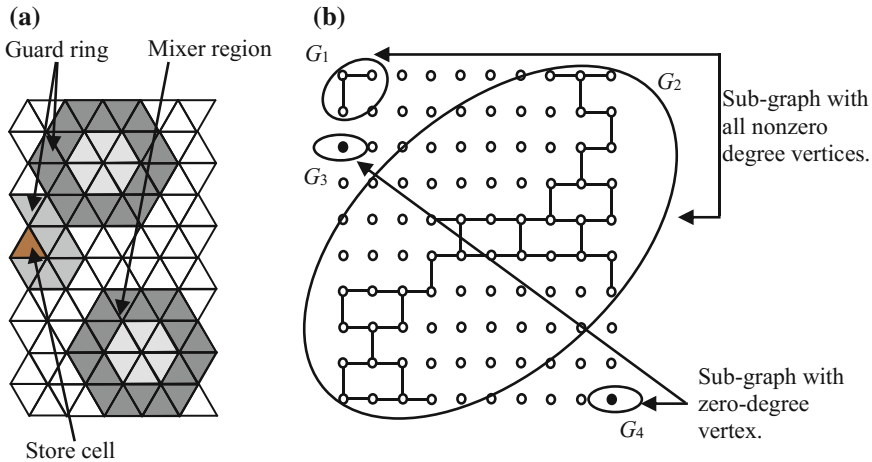 (a)
Guard ring
Mixer region
Store cell
(b)
G1
G2
G3
G4
Sub-graph with
all nonzero
degree vertices.
Sub-graph with
zero-degree
vertex.